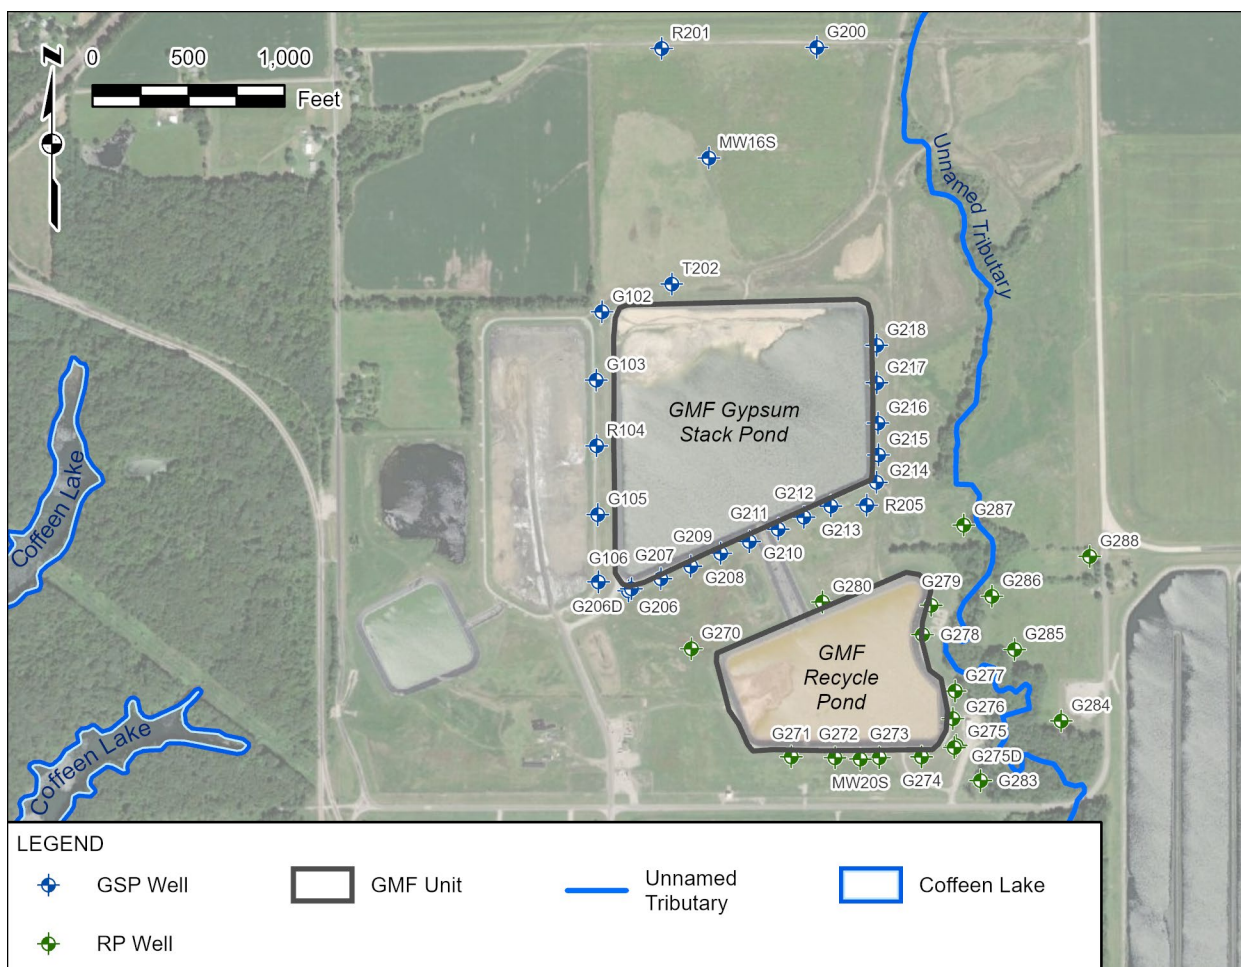 R201
G200
N
0 500 1,000
Feet
MW16S
Unnamed Tributary
T202
G102
G218
G103
G217
GMF Gypsum
Stack Pond
G216
R104
G215
G214
Coffeen Lake
G105
G212
R205
G211
G213
G287
G209
G210
G288
G106
G207
G208
G206D
G206
G280
G279
G286
G270
G278
G285
GMF
Recycle
Pond
G277
G276
G284
Coffeen Lake
G271
G272
G273
G275
G275D
MW20S
G274
G283
LEGEND
GSP Well
GMF Unit
Unnamed
Tributary
Coffeen Lake
RP Well